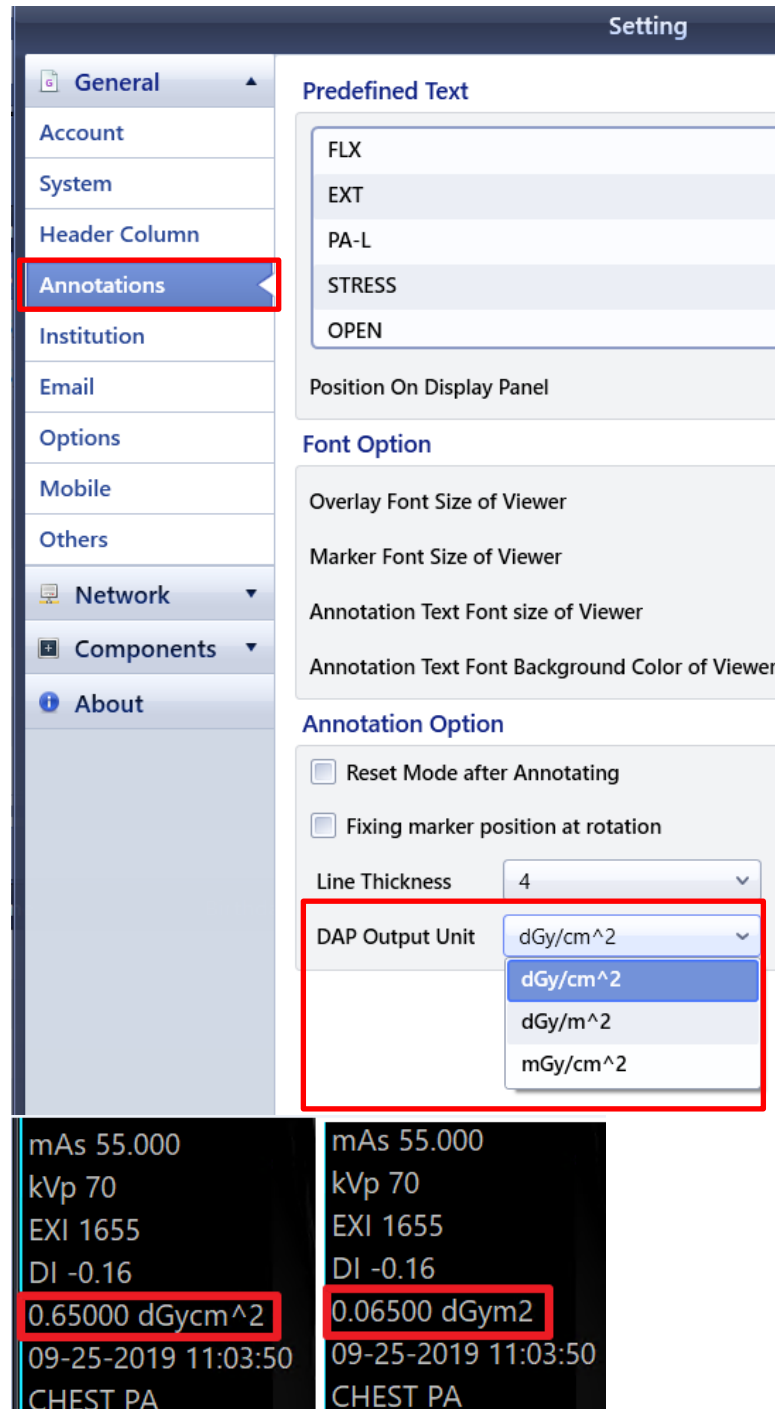 Setting
General
Account
System
Header Column
Annotations
Institution
Email
Options
Mobile
Others
Network
Components
About
Predefined Text
FLX
EXT
PA-L
STRESS
OPEN
Position On Display Panel
Font Option
Overlay Font Size of Viewer
Marker Font Size of Viewer
Annotation Text Font size of Viewer
Annotation Text Font Background Color of Viewer
Annotation Option
Reset Mode after Annotating
Fixing marker position at rotation
Line Thickness 4
DAP Output Unit dGy/cm^2
dGy/cm^2
dGy/m^2
mGy/cm^2
mAs 55.000
kVp 70
EXI 1655
DI -0.16
0.65000 dGycm^2
09-25-2019 11:03:50
CHEST PA
mAs 55.000
kVp 70
EXI 1655
DI -0.16
0.06500 dGym2
09-25-2019 11:03:50
CHEST PA